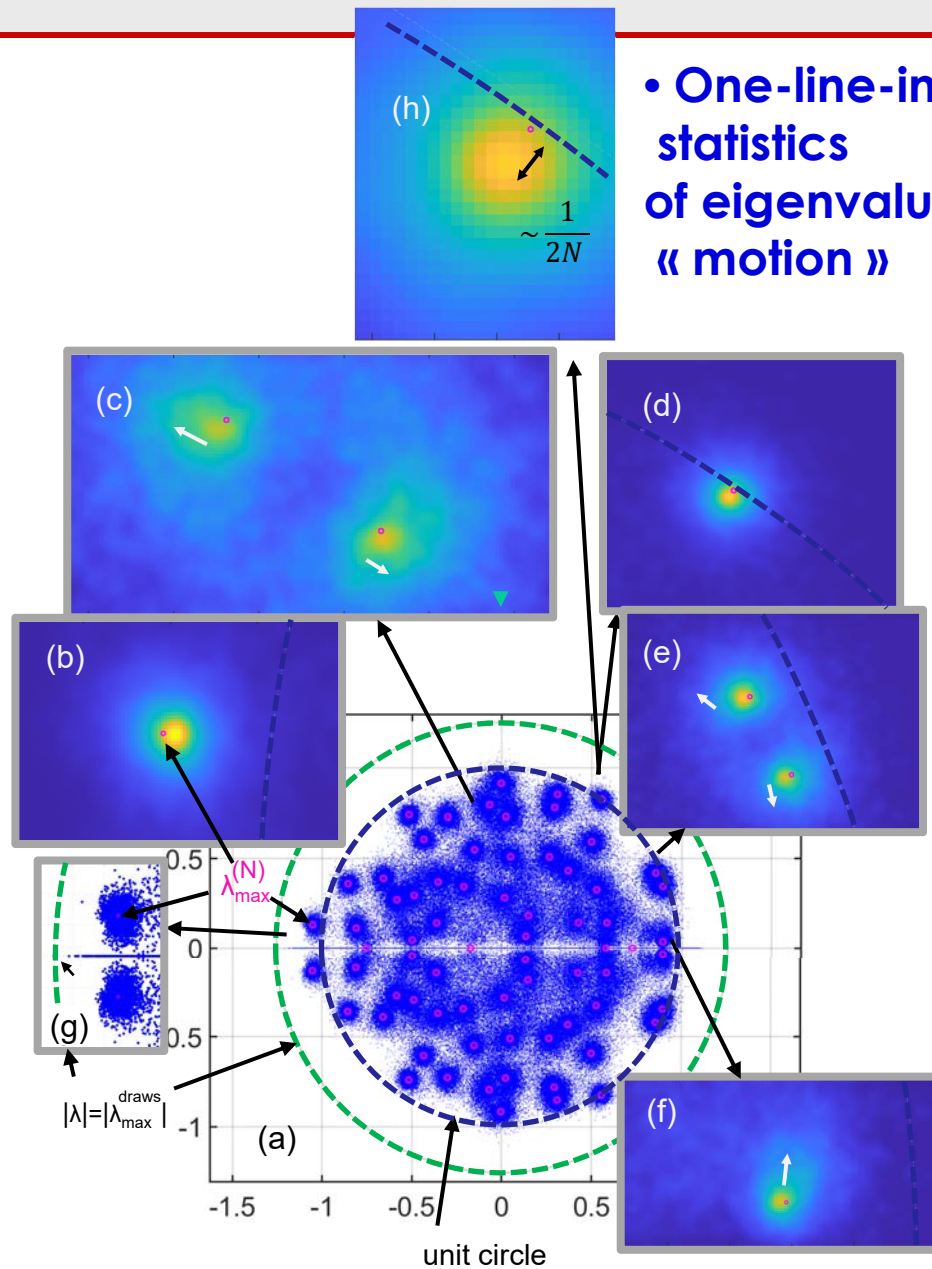 (h)
~ 1/2N
• One-line-in
statistics
of eigenvalu
« motion »
(c)
(d)
(b)
(e)
λ(N)max
0.5
0
0.5
-1
(g)
|λ|=|λdrawsmax|
(a)
(f)
-1.5
-1
-0.5
0
0.5
unit circle